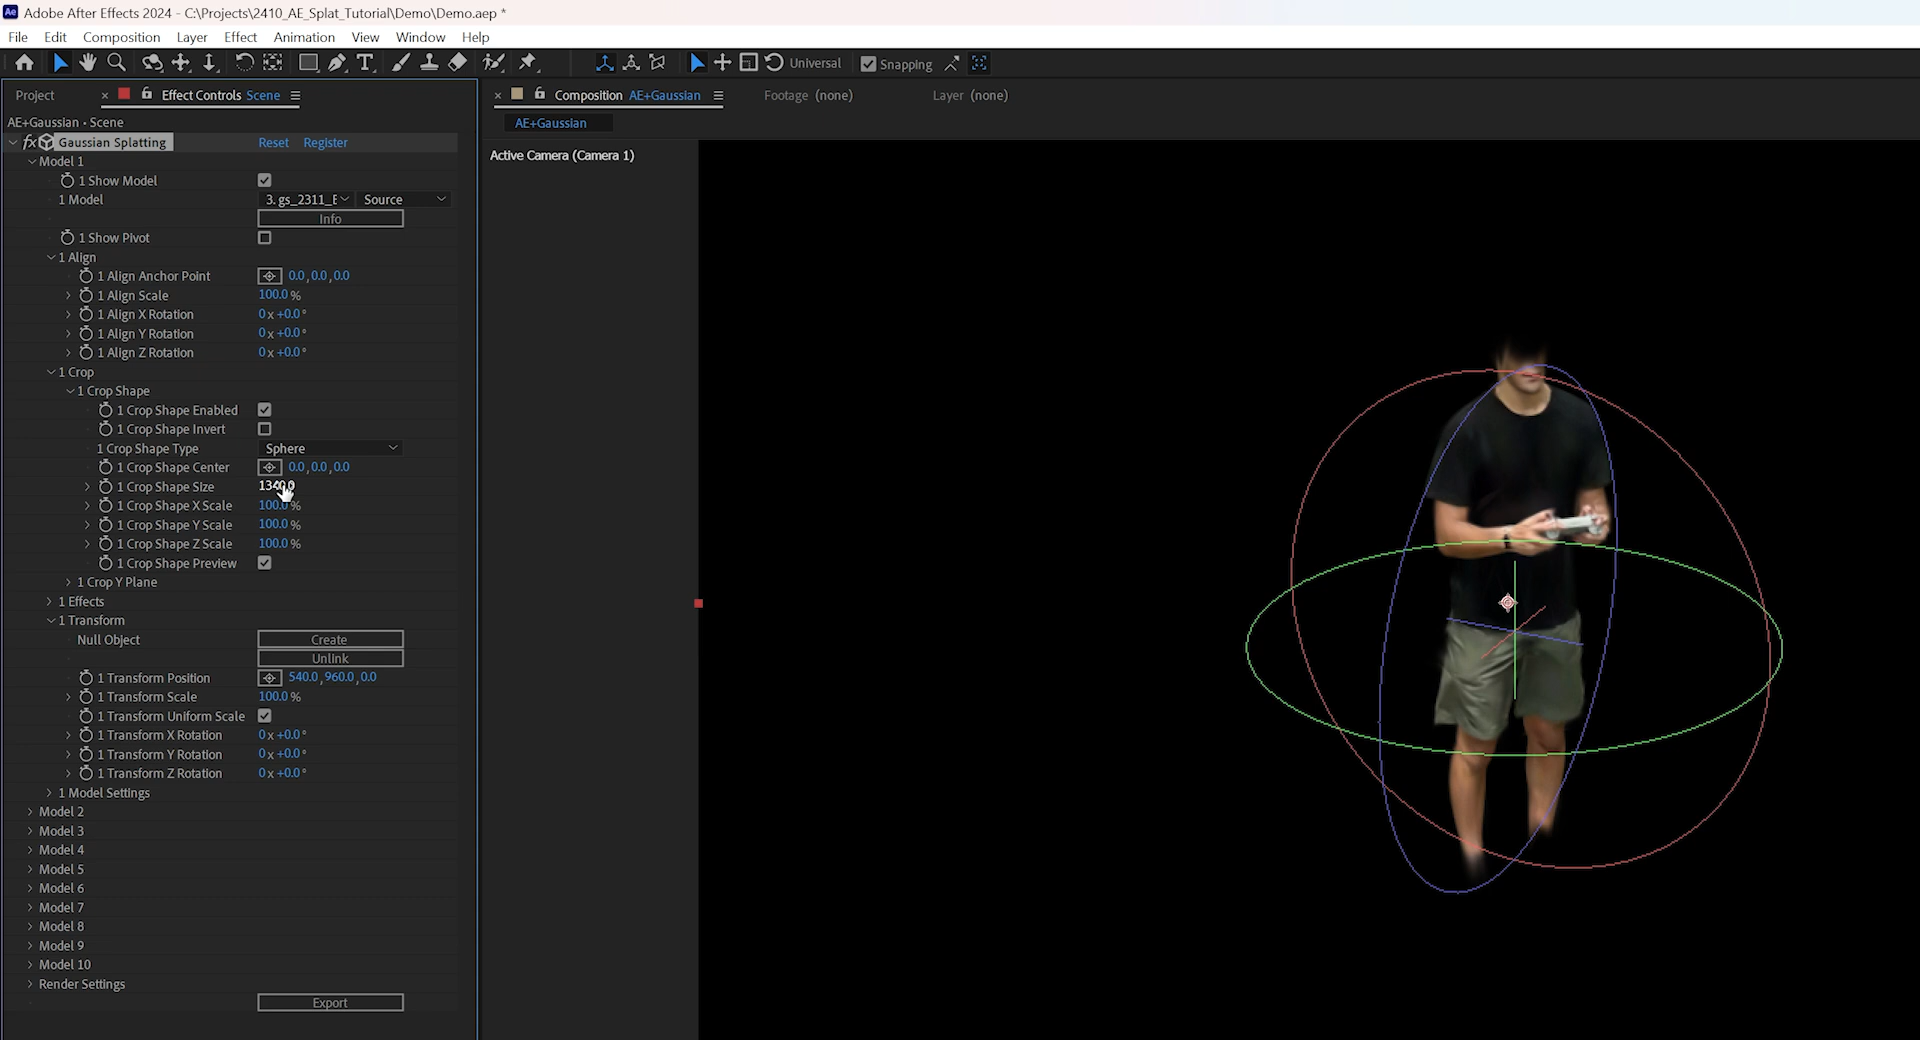 Ae Adobe After Effects 2024 - C:\Projects\2410_AE_Splat_Tutorial\Demo\Demo.aep *
File Edit Composition Layer Effect Animation View Window Help
Universal Snapping
Project × Effect Controls Scene × Composition AE+Gaussian Footage (none) Layer (none)
AE+Gaussian • Scene
AE+Gaussian
fx Gaussian Splatting Reset Register
Active Camera (Camera 1)
Model 1
1 Show Model
1 Model 3. gs_2311_E Source
Info
1 Show Pivot
1 Align
1 Align Anchor Point 0.0,0.0,0.0
1 Align Scale 100.0 %
1 Align X Rotation 0 x +0.0 °
1 Align Y Rotation 0 x +0.0 °
1 Align Z Rotation 0 x +0.0 °
1 Crop
1 Crop Shape
1 Crop Shape Enabled
1 Crop Shape Invert
1 Crop Shape Type Sphere
1 Crop Shape Center 0.0,0.0,0.0
1 Crop Shape Size 1340.0
1 Crop Shape X Scale 100.0 %
1 Crop Shape Y Scale 100.0 %
1 Crop Shape Z Scale 100.0 %
1 Crop Shape Preview
1 Crop Y Plane
1 Effects
1 Transform
Null Object Create
Unlink
1 Transform Position 540.0,960.0,0.0
1 Transform Scale 100.0 %
1 Transform Uniform Scale
1 Transform X Rotation 0 x +0.0 °
1 Transform Y Rotation 0 x +0.0 °
1 Transform Z Rotation 0 x +0.0 °
1 Model Settings
Model 2
Model 3
Model 4
Model 5
Model 6
Model 7
Model 8
Model 9
Model 10
Render Settings
Export